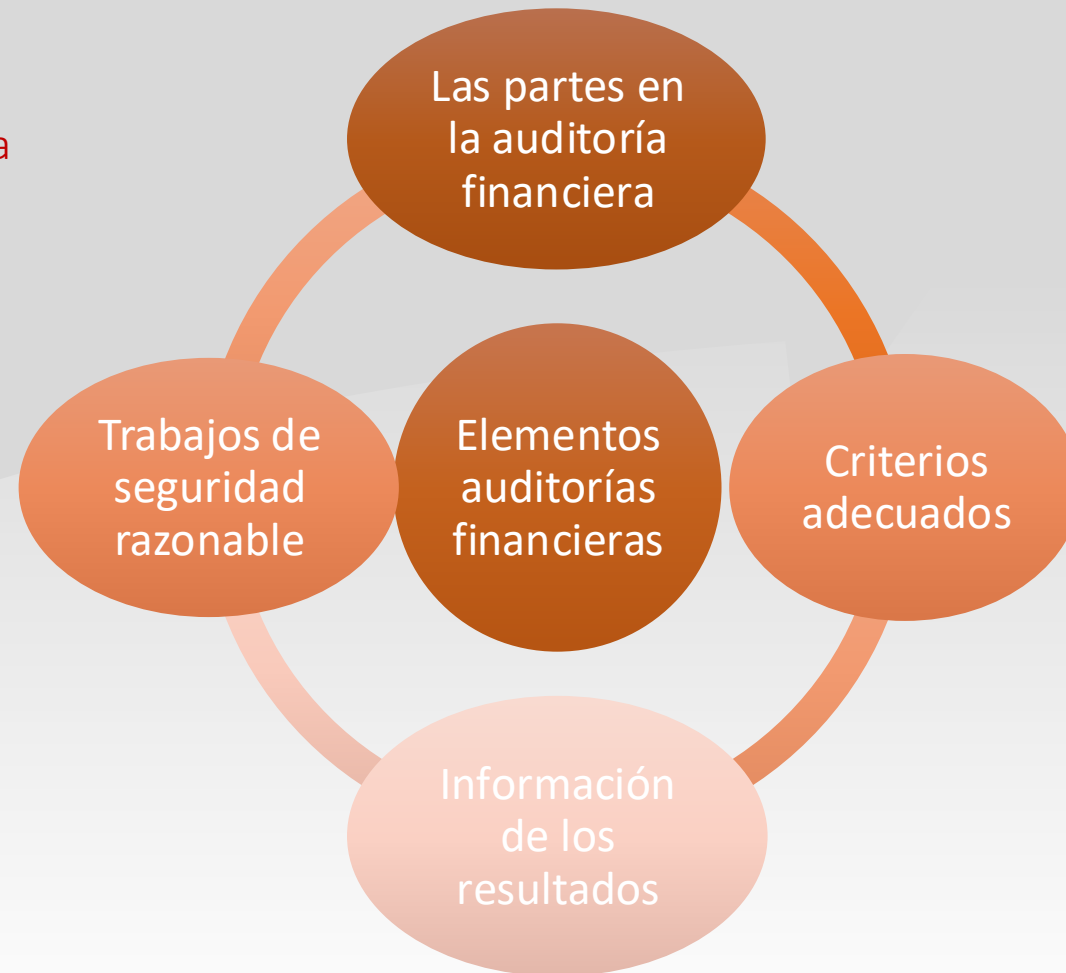 a
Las partes en
la auditoría
financiera
Trabajos de
seguridad
razonable
Elementos
auditorías
financieras
Criterios
adecuados
Información
de los
resultados